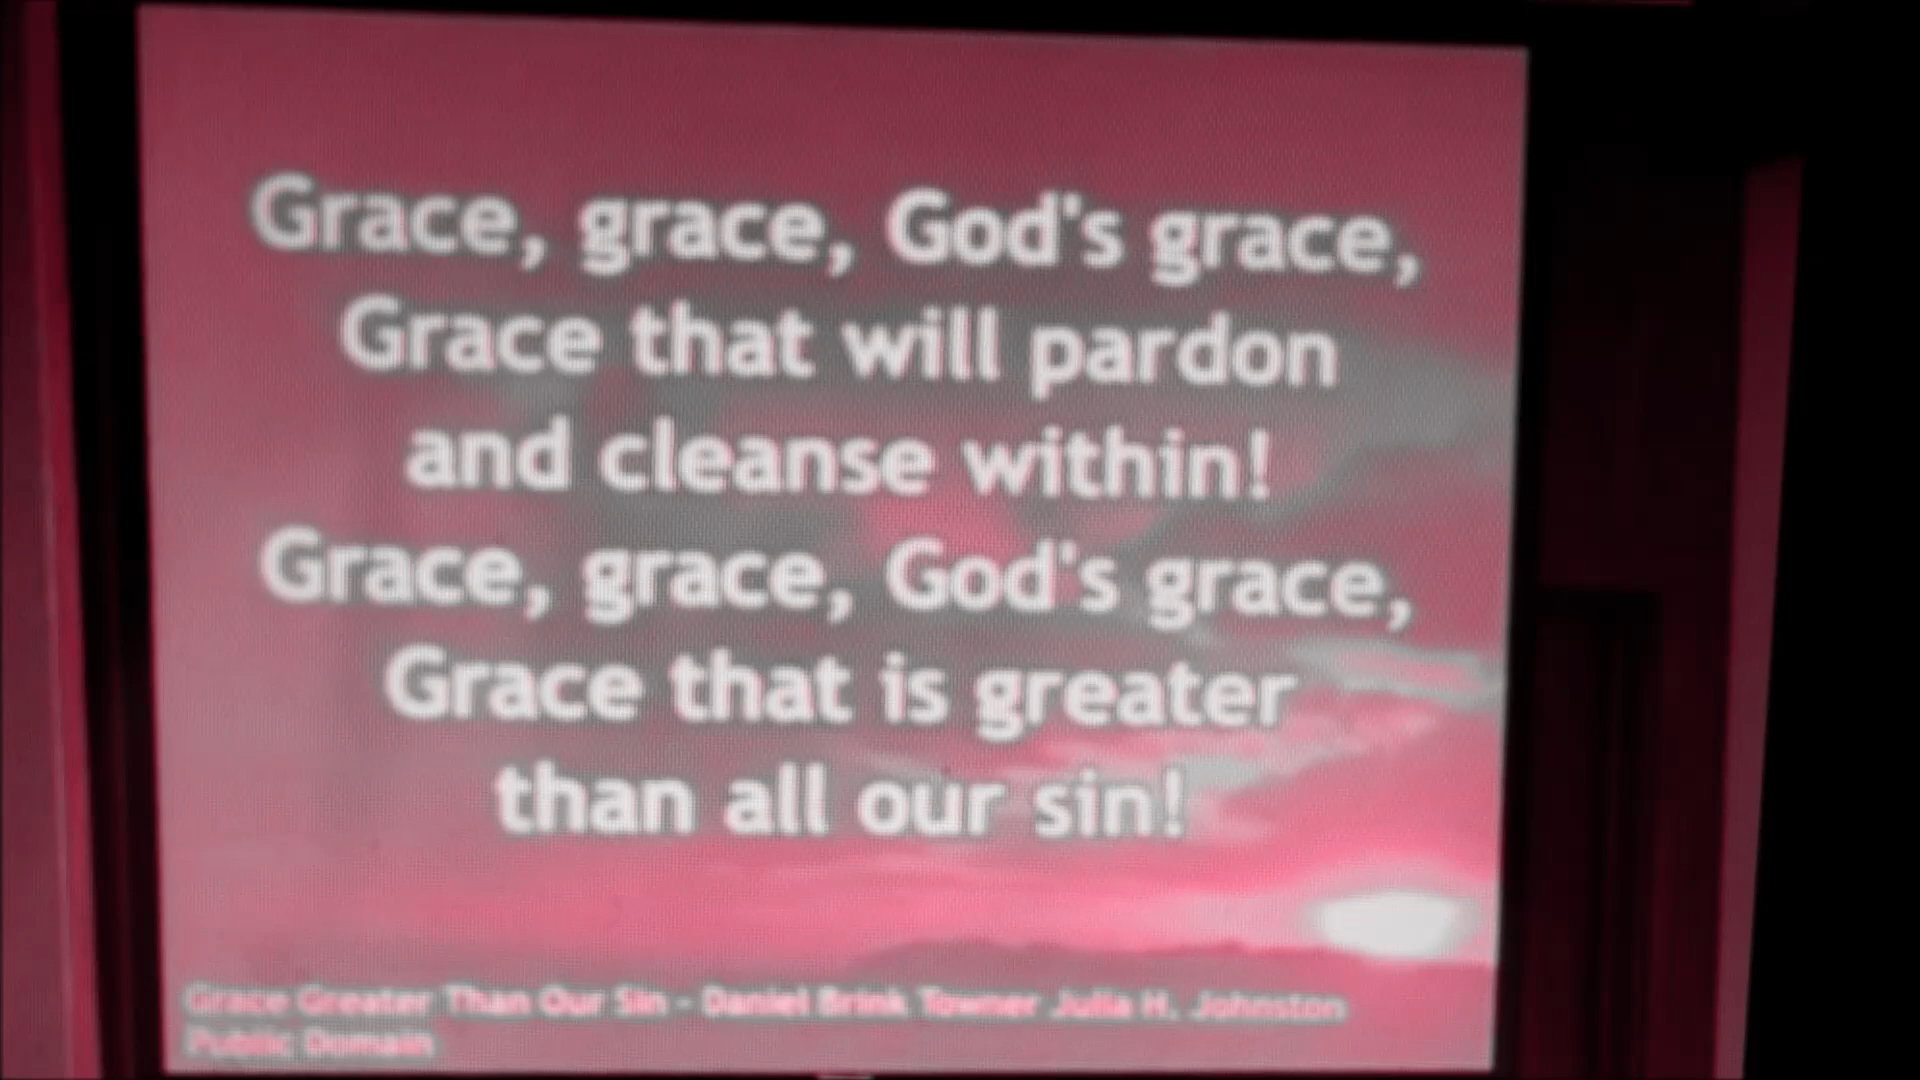 Grace, grace, God's grace,
Grace that will pardon
and cleanse within!
Grace, grace, God's grace,
Grace that is greater
than all our sin!
Grace Greater Than Our Sin - Daniel Brink Towner Julia H. Johnston
Public Domain